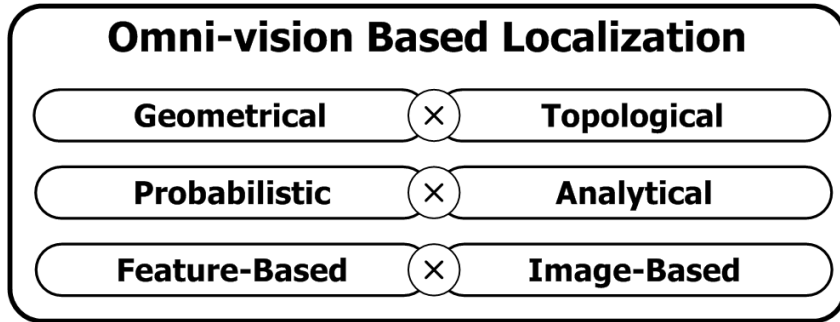 Omni-vision Based Localization
Geometrical × Topological
Probabilistic × Analytical
Feature-Based × Image-Based